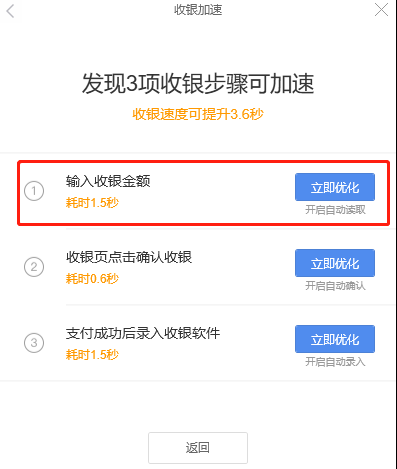 收银加速
发现3项收银步骤可加速
收银速度可提升3.6秒
1
输入收银金额
耗时1.5秒
立即优化
开启自动读取
2
收银页点击确认收银
耗时0.6秒
立即优化
开启自动确认
3
支付成功后录入收银软件
耗时1.5秒
立即优化
开启自动录入
返回